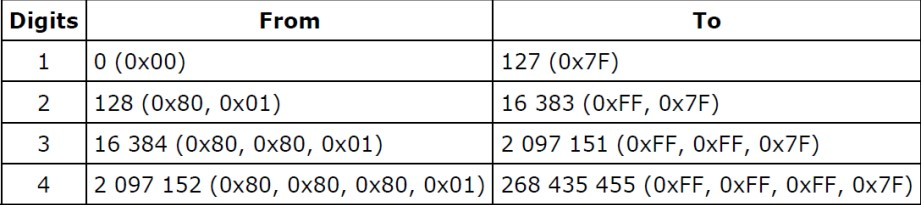 Digits From To
1 0 (0x00) 127 (0x7F)
2 128 (0x80, 0x01) 16 383 (0xFF, 0x7F)
3 16 384 (0x80, 0x80, 0x01) 2 097 151 (0xFF, 0xFF, 0x7F)
4 2 097 152 (0x80, 0x80, 0x80, 0x01) 268 435 455 (0xFF, 0xFF, 0xFF, 0x7F)